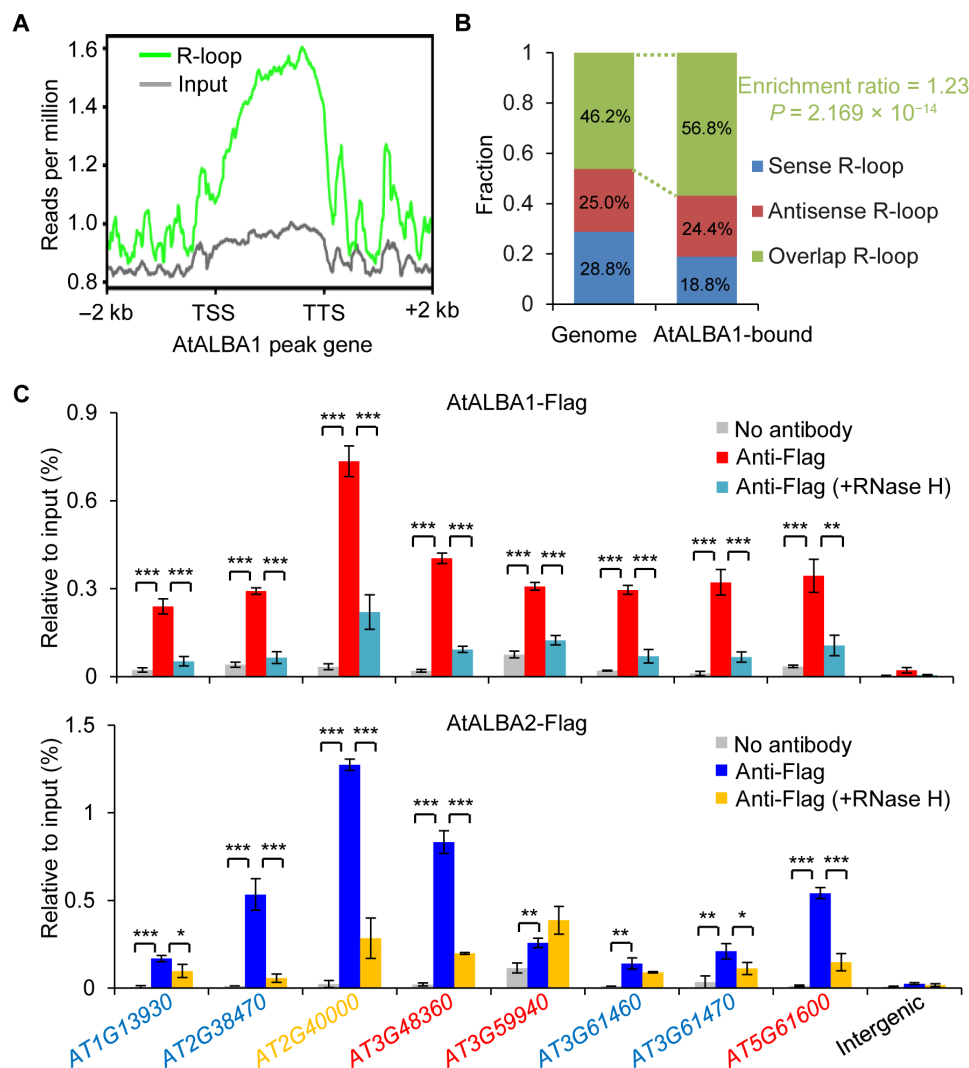 A
R-loop
Input
Reads per million
1.6
1.4
1.2
1.0
0.8
−2 kb
TSS
TTS
+2 kb
AtALBA1 peak gene
B
Fraction
1
0.8
0.6
0.4
0.2
0
46.2%
25.0%
28.8%
56.8%
24.4%
18.8%
Genome
AtALBA1-bound
Enrichment ratio = 1.23
P = 2.169 × 10⁻¹⁴
Sense R-loop
Antisense R-loop
Overlap R-loop
C
AtALBA1-Flag
Relative to input (%)
0.9
0.6
0.3
0
No antibody
Anti-Flag
Anti-Flag (+RNase H)
*** ***
*** ***
*** ***
*** ***
*** ***
*** ***
*** ***
*** **
AtALBA2-Flag
Relative to input (%)
1.5
1
0.5
0
No antibody
Anti-Flag
Anti-Flag (+RNase H)
*** *
*** ***
*** ***
*** ***
**
**
** *
*** ***
AT1G13930
AT2G38470
AT2G40000
AT3G48360
AT3G59940
AT3G61460
AT3G61470
AT5G61600
Intergenic